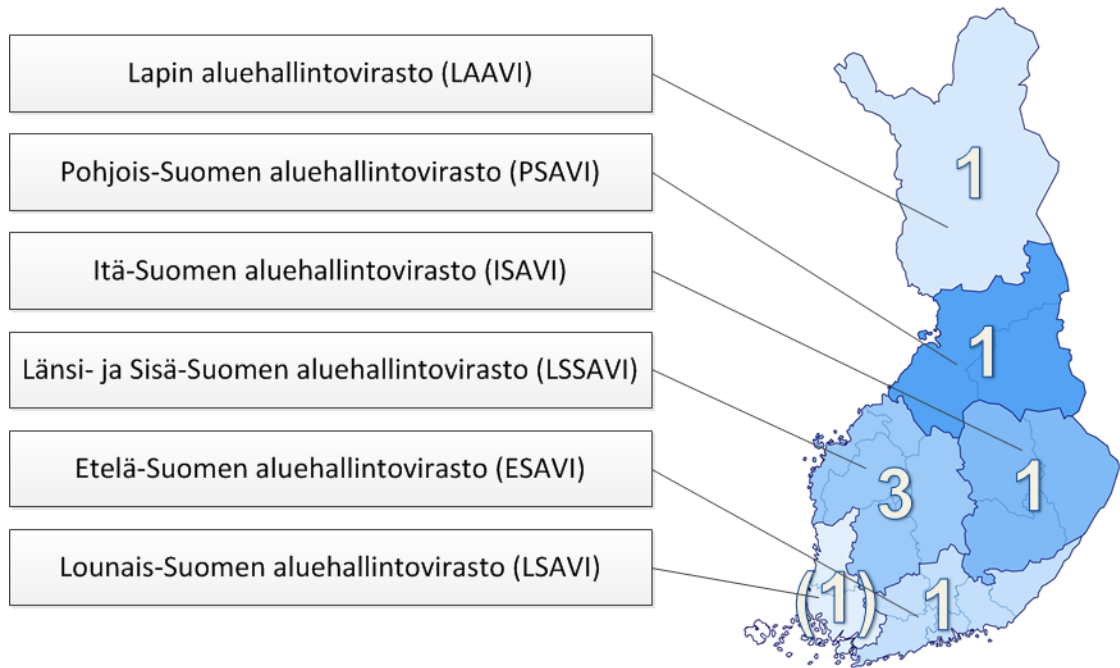 Lapin aluehallintovirasto (LAAVI)
Pohjois-Suomen aluehallintovirasto (PSAVI)
Itä-Suomen aluehallintovirasto (ISAVI)
Länsi- ja Sisä-Suomen aluehallintovirasto (LSSAVI)
Etelä-Suomen aluehallintovirasto (ESAVI)
Lounais-Suomen aluehallintovirasto (LSAVI)
1
1
3
1
(1)
1